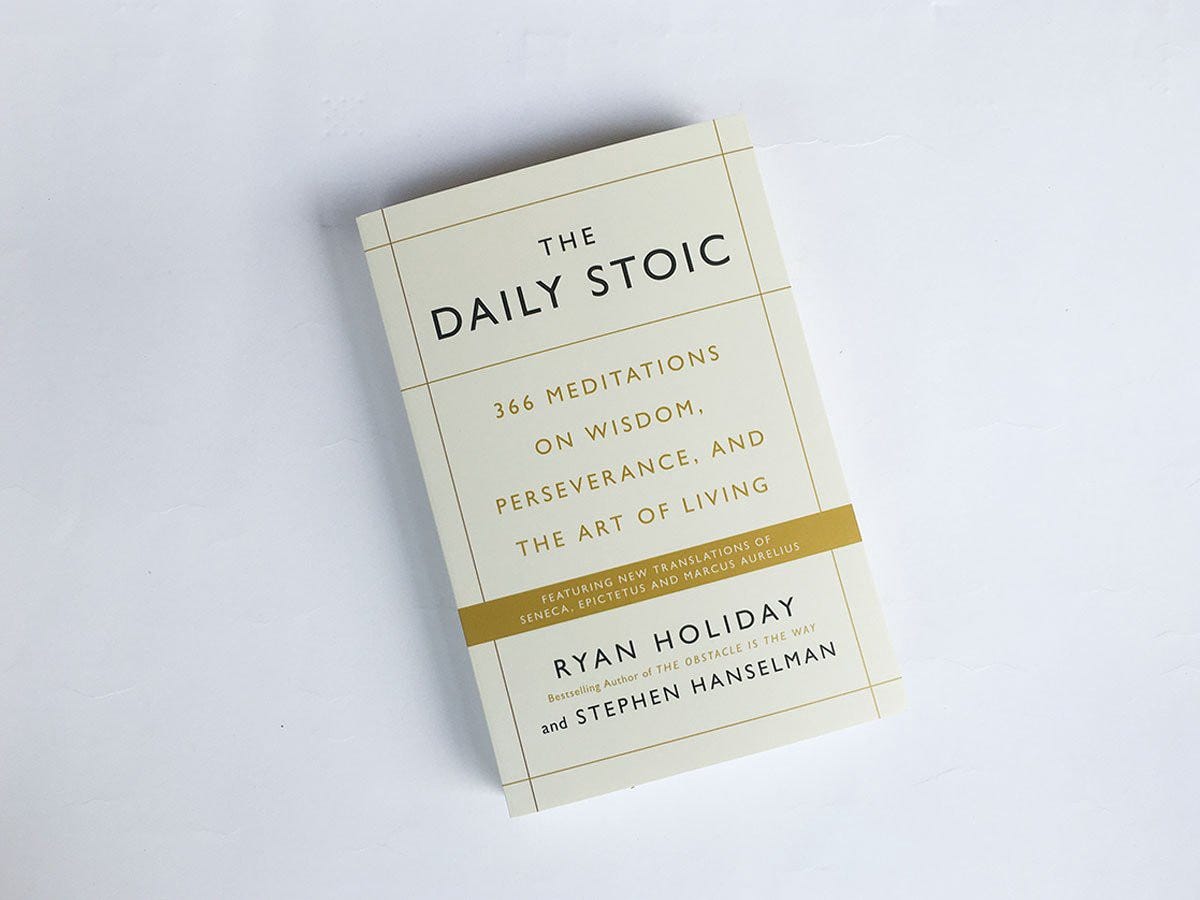 THE
DAILY STOIC
366 MEDITATIONS
ON WISDOM,
PERSEVERANCE, AND
THE ART OF LIVING
FEATURING NEW TRANSLATIONS OF
SENECA, EPICTETUS AND MARCUS AURELIUS
RYAN HOLIDAY
Bestselling Author of THE OBSTACLE IS THE WAY
and STEPHEN HANSELMAN